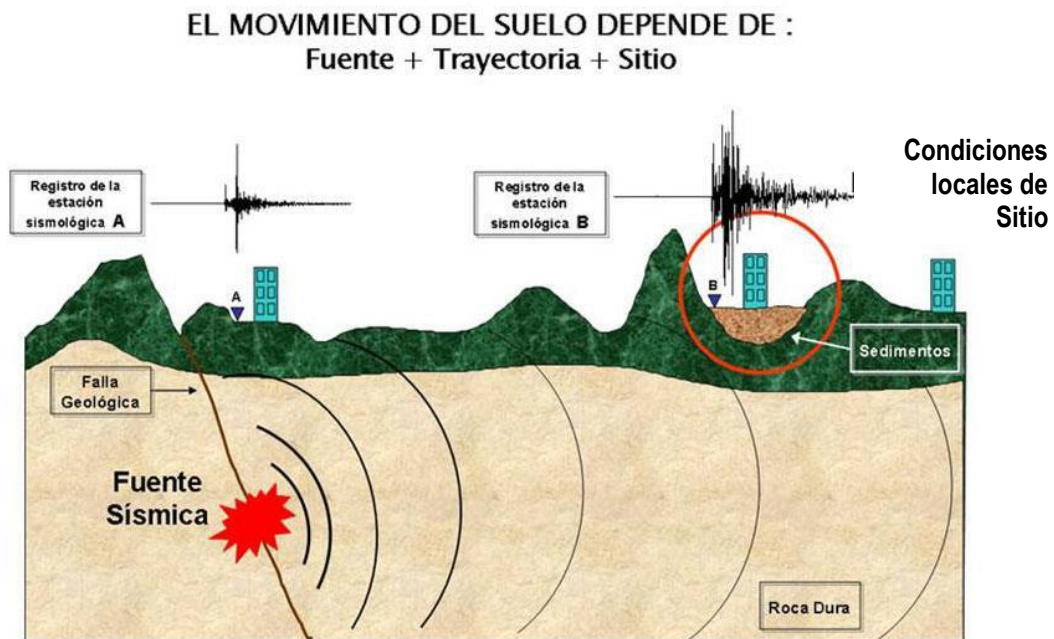 EL MOVIMIENTO DEL SUELO DEPENDE DE :
Fuente + Trayectoria + Sitio
Registro de la
estación
sismológica A
Registro de la
estación
sismológica B
Condiciones
locales de
Sitio
A
B
Sedimentos
Falla
Geológica
Fuente
Sísmica
Roca Dura